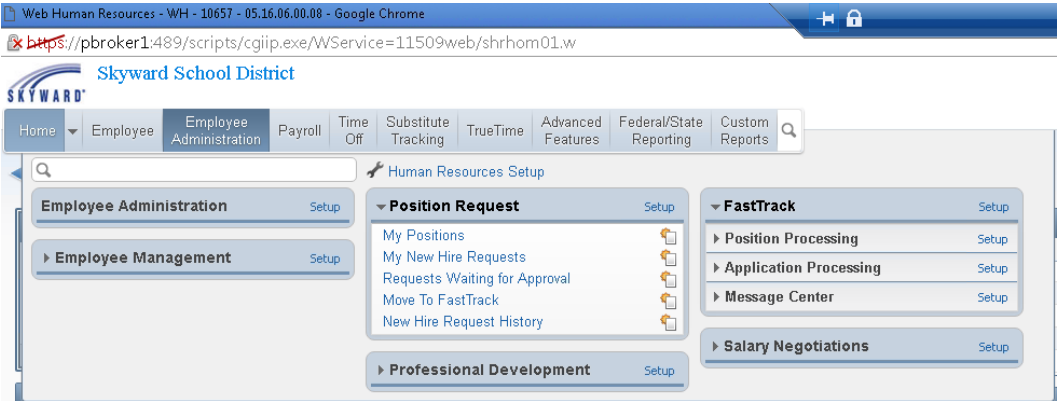 Web Human Resources - WH - 10657 - 05.16.06.00.08 - Google Chrome
https://pbroker1:489/scripts/cgiip.exe/WService=11509web/shrhom01.w
SKYWARD
Skyward School District
Home Employee Employee Administration Payroll Time Off Substitute Tracking TrueTime Advanced Features Federal/State Reporting Custom Reports
Human Resources Setup
Employee Administration Setup
Employee Management Setup
Position Request Setup
My Positions
My New Hire Requests
Requests Waiting for Approval
Move To FastTrack
New Hire Request History
Professional Development Setup
FastTrack Setup
Position Processing Setup
Application Processing Setup
Message Center Setup
Salary Negotiations Setup